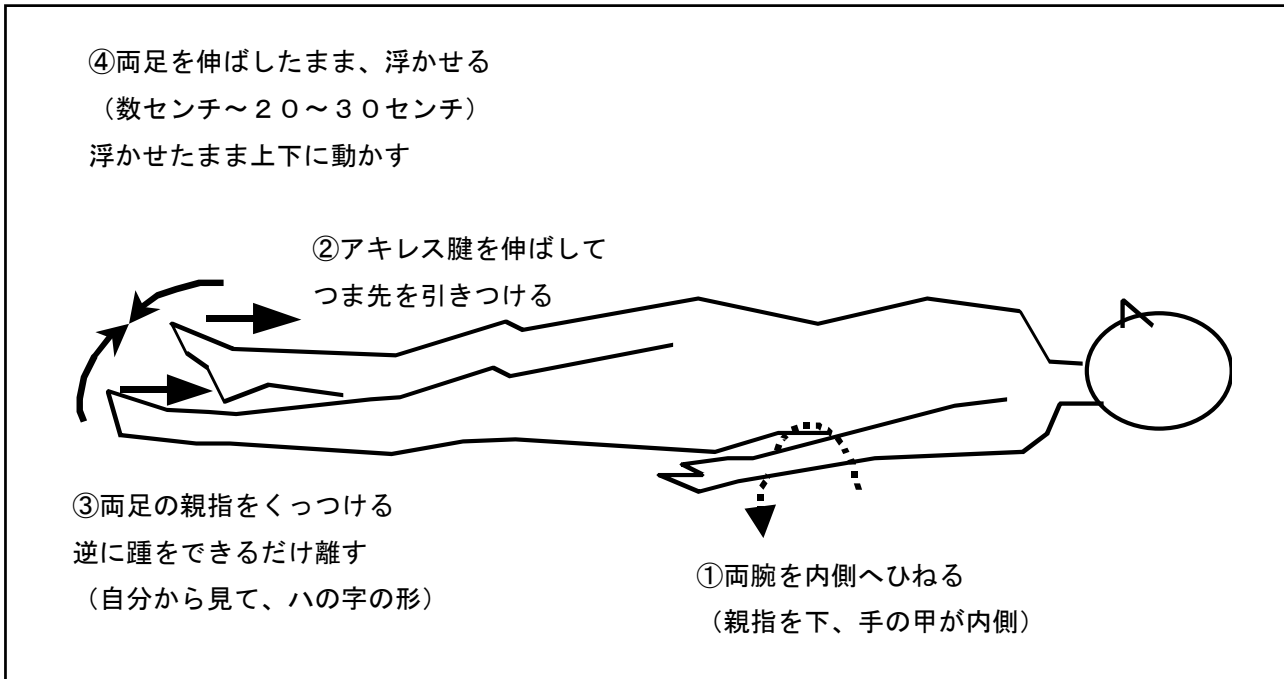 ④両足を伸ばしたまま、浮かせる
（数センチ～２０～３０センチ）
浮かせたまま上下に動かす
②アキレス腱を伸ばして
つま先を引きつける
③両足の親指をくっつける
逆に踵をできるだけ離す
（自分から見て、ハの字の形）
①両腕を内側へひねる
（親指を下、手の甲が内側）